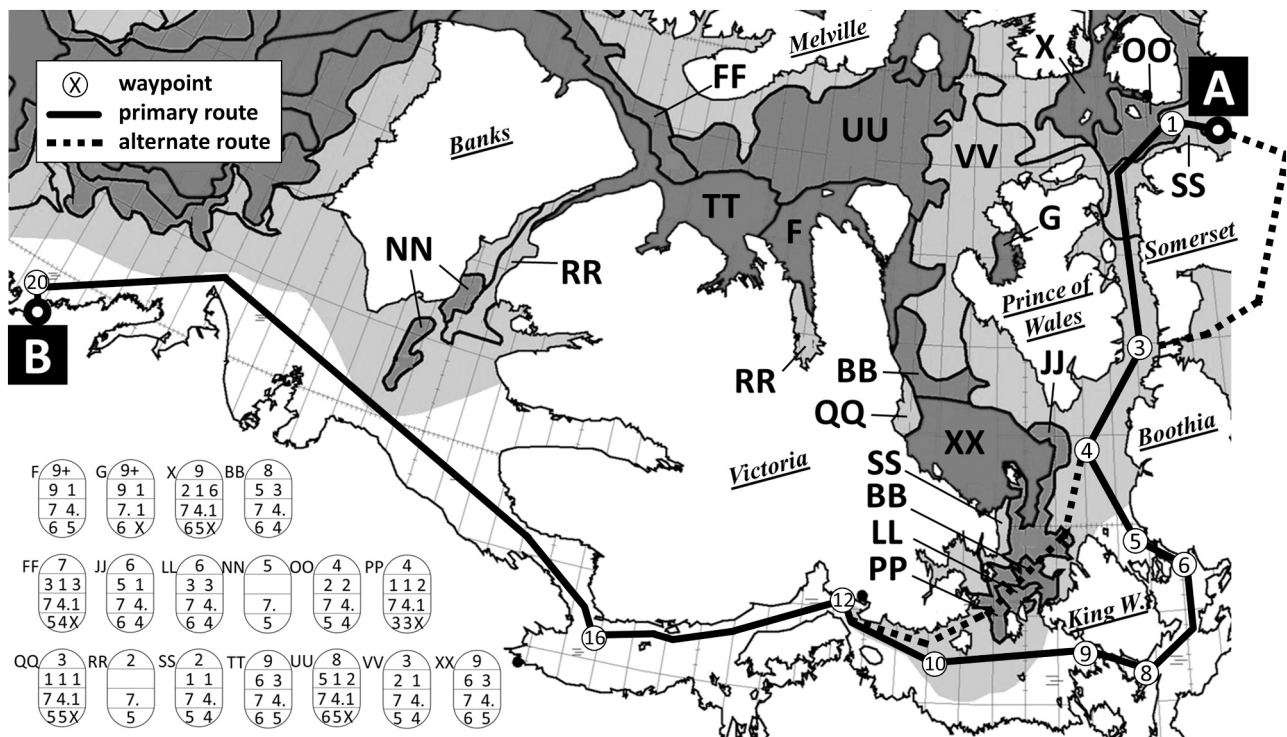 Melville
X
OO
A
FF
1
X waypoint
primary route
alternate route
Banks
UU
VV
SS
TT
F
G
Somerset
NN
RR
20
B
Prince of
Wales
3
JJ
RR
BB
QQ
XX
4
Boothia
Victoria
SS
BB
LL
PP
5
6
King W.
12
16
10
9
8
F 9+ G 9+ X 9 BB 8
9 1 9 1 2 1 6 5 3
7 4. 7. 1 7 4.1 7 4.
6 5 6 X 6 5 X 6 4
FF 7 JJ 6 LL 6 NN 5 OO 4 PP 4
3 1 3 5 1 3 3 2 2 1 1 2
7 4.1 7 4. 7 4. 7. 7 4. 7 4.1
5 4 X 6 4 6 4 5 5 4 3 3 X
QQ 3 RR 2 SS 2 TT 9 UU 8 VV 3 XX 9
1 1 1 1 1 6 3 5 1 2 2 1 6 3
7 4.1 7. 7 4. 7 4. 7 4.1 7 4. 7 4.
5 5 X 5 5 4 6 5 6 5 X 5 4 6 5